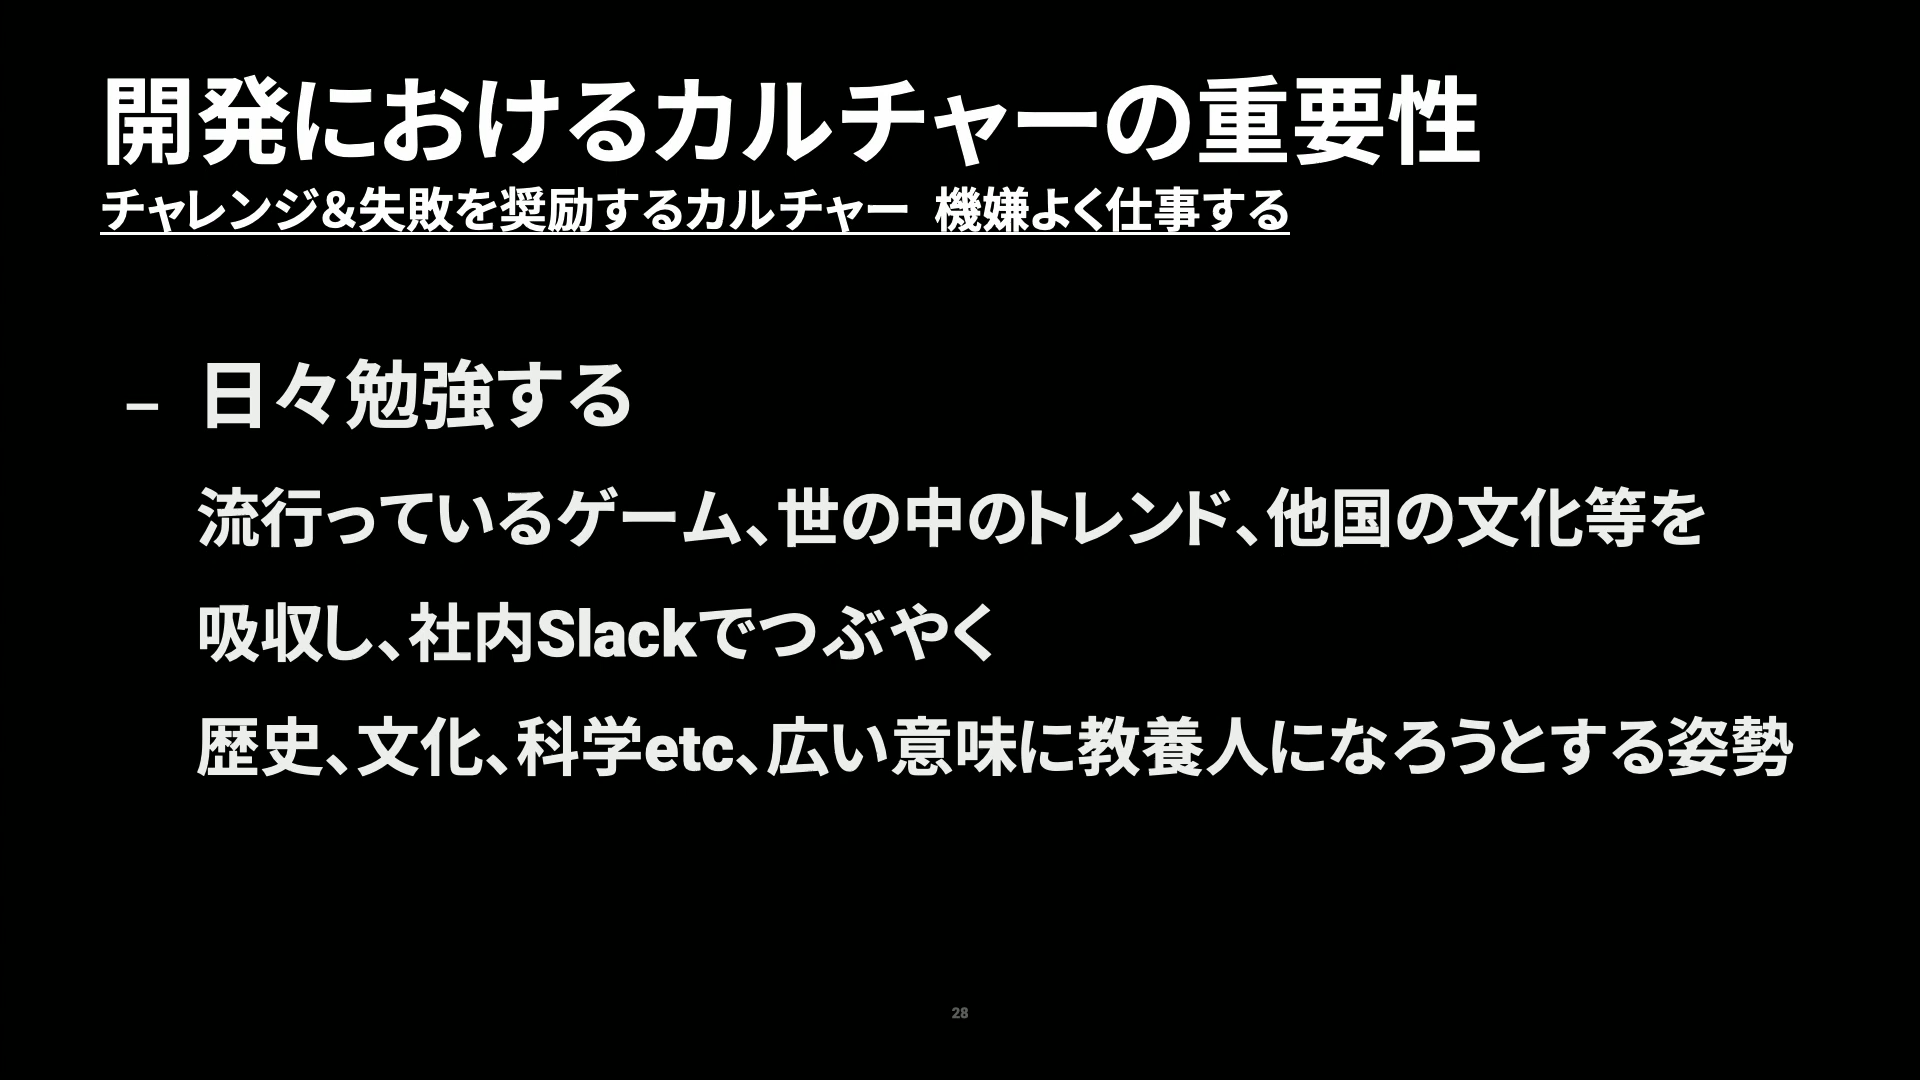 開発におけるカルチャーの重要性
チャレンジ&失敗を奨励するカルチャー 機嫌よく仕事する
– 日々勉強する
流行っているゲーム、世の中のトレンド、他国の文化等を
吸収し、社内Slackでつぶやく
歴史、文化、科学etc、広い意味に教養人になろうとする姿勢
28